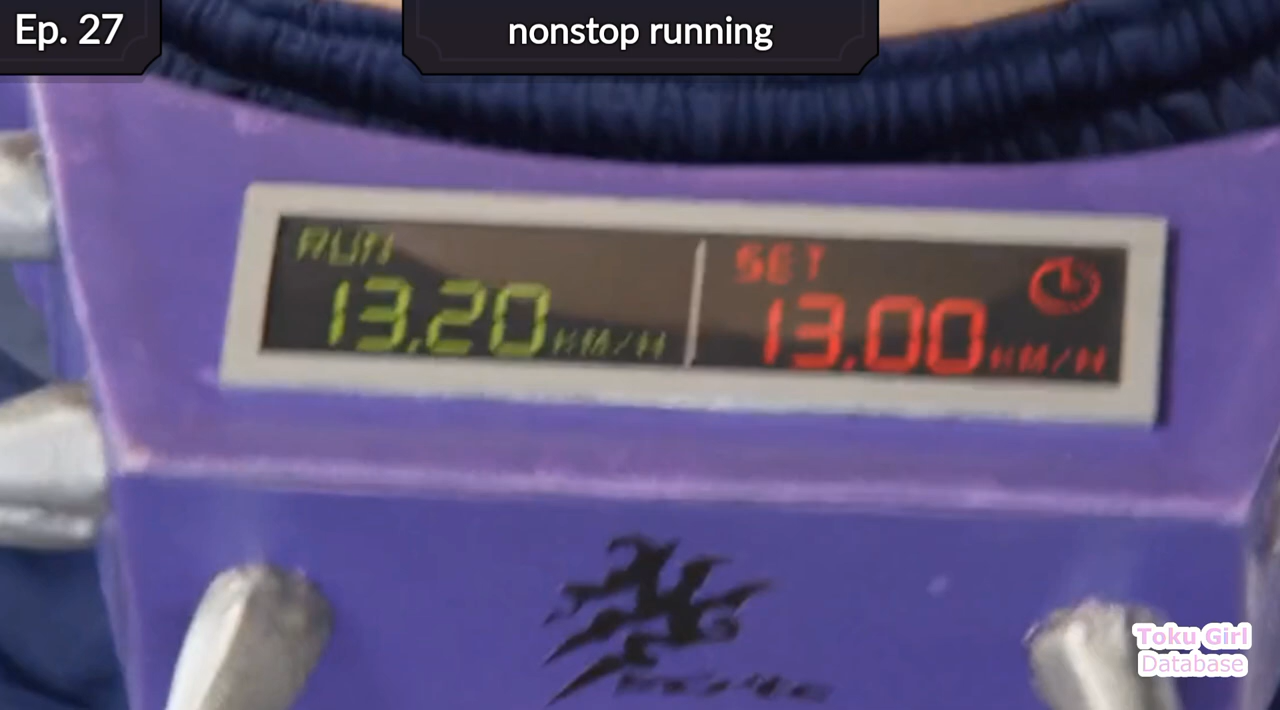 Ep. 27
nonstop running
RUN
13.20 KM/H
SET
13.00 KM/H
Toku Girl
Database